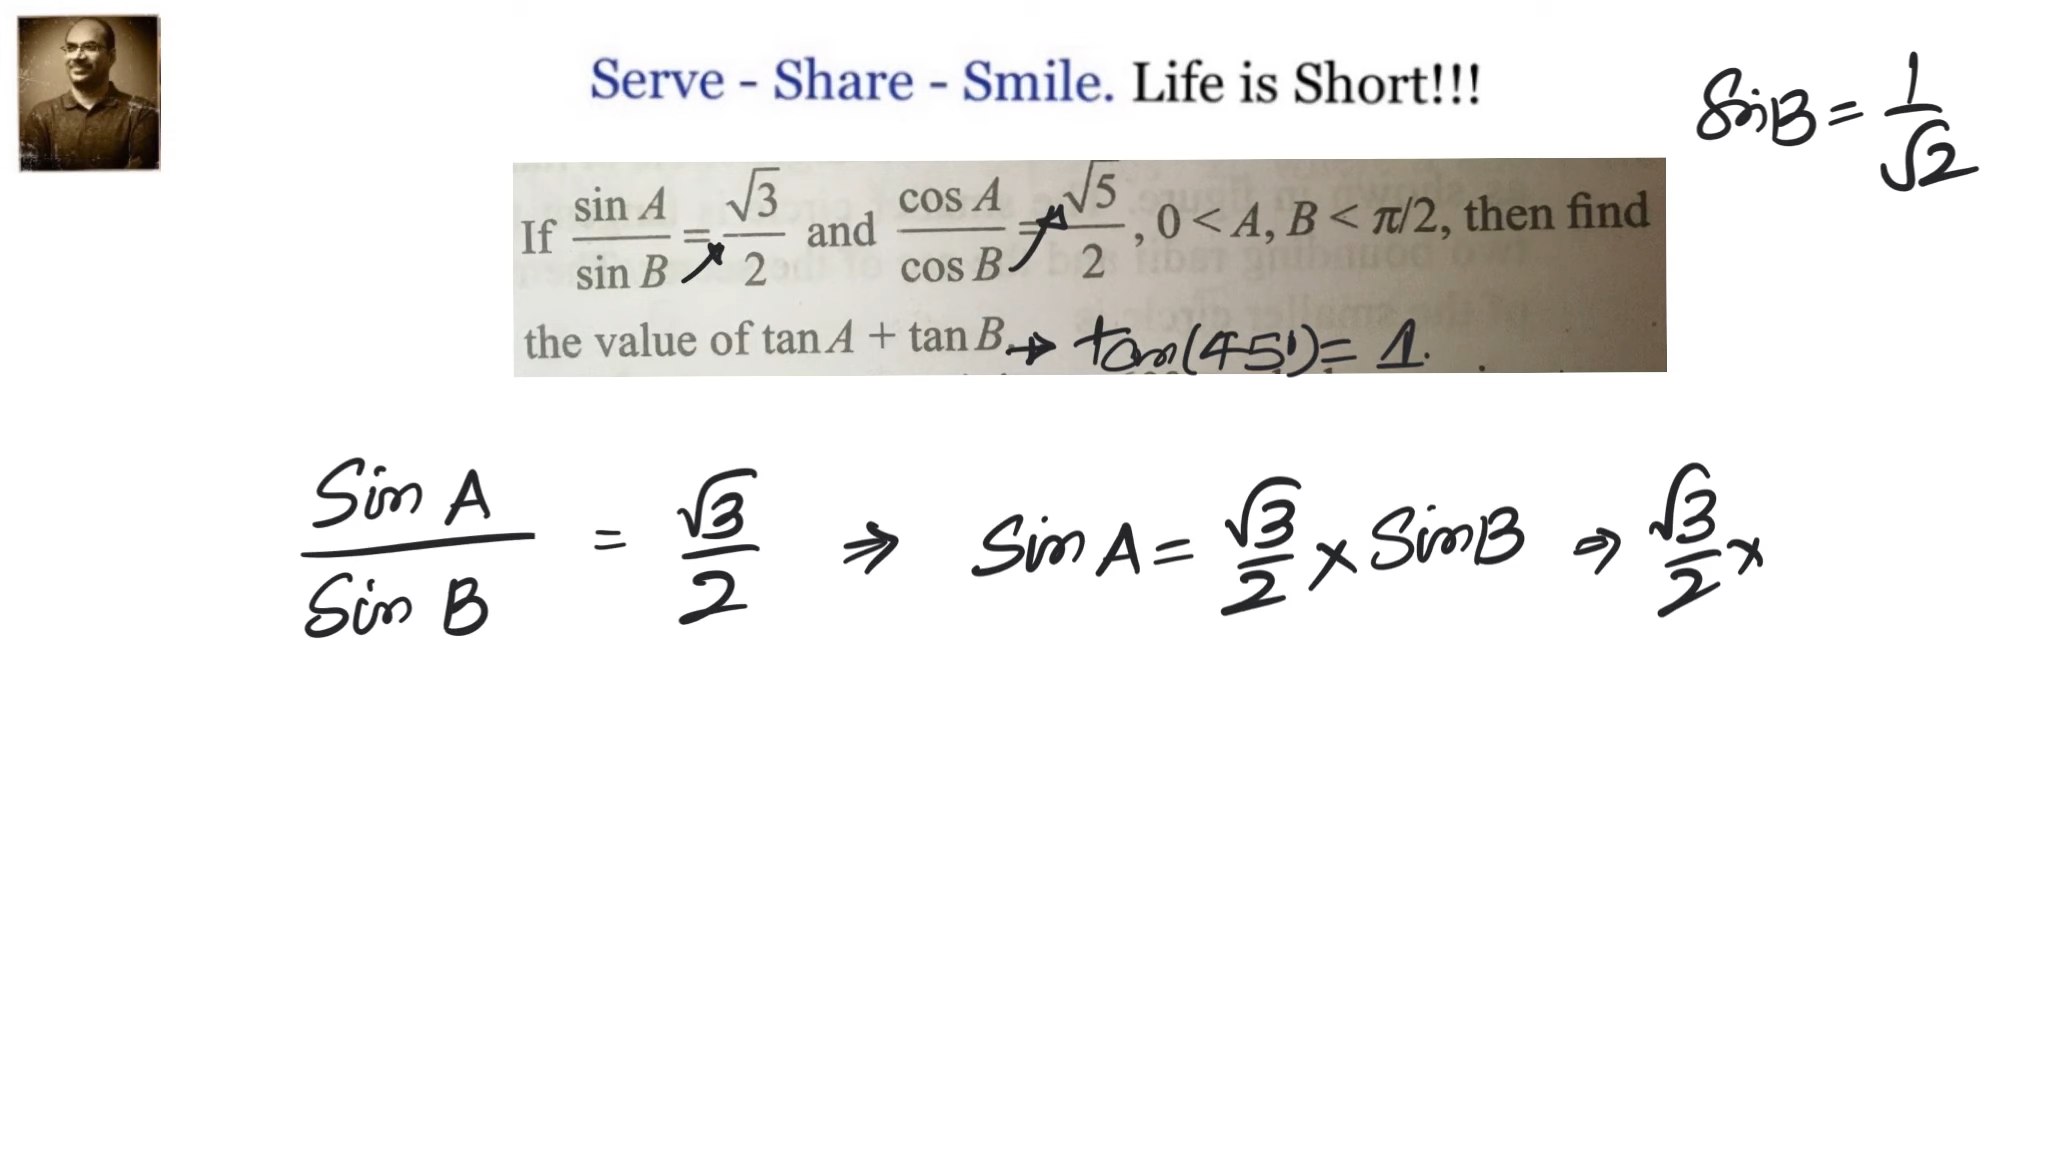 Serve - Share - Smile. Life is Short!!!
Sin B = 1/√2
If sin A/sin B = √3/2 and cos A/cos B = √5/2, 0 < A, B < π/2, then find
the value of tan A + tan B. → tan(45°) = 1.
Sin A/Sin B = √3/2 ⇒ Sin A = √3/2 × Sin B ⇒ √3/2 ×